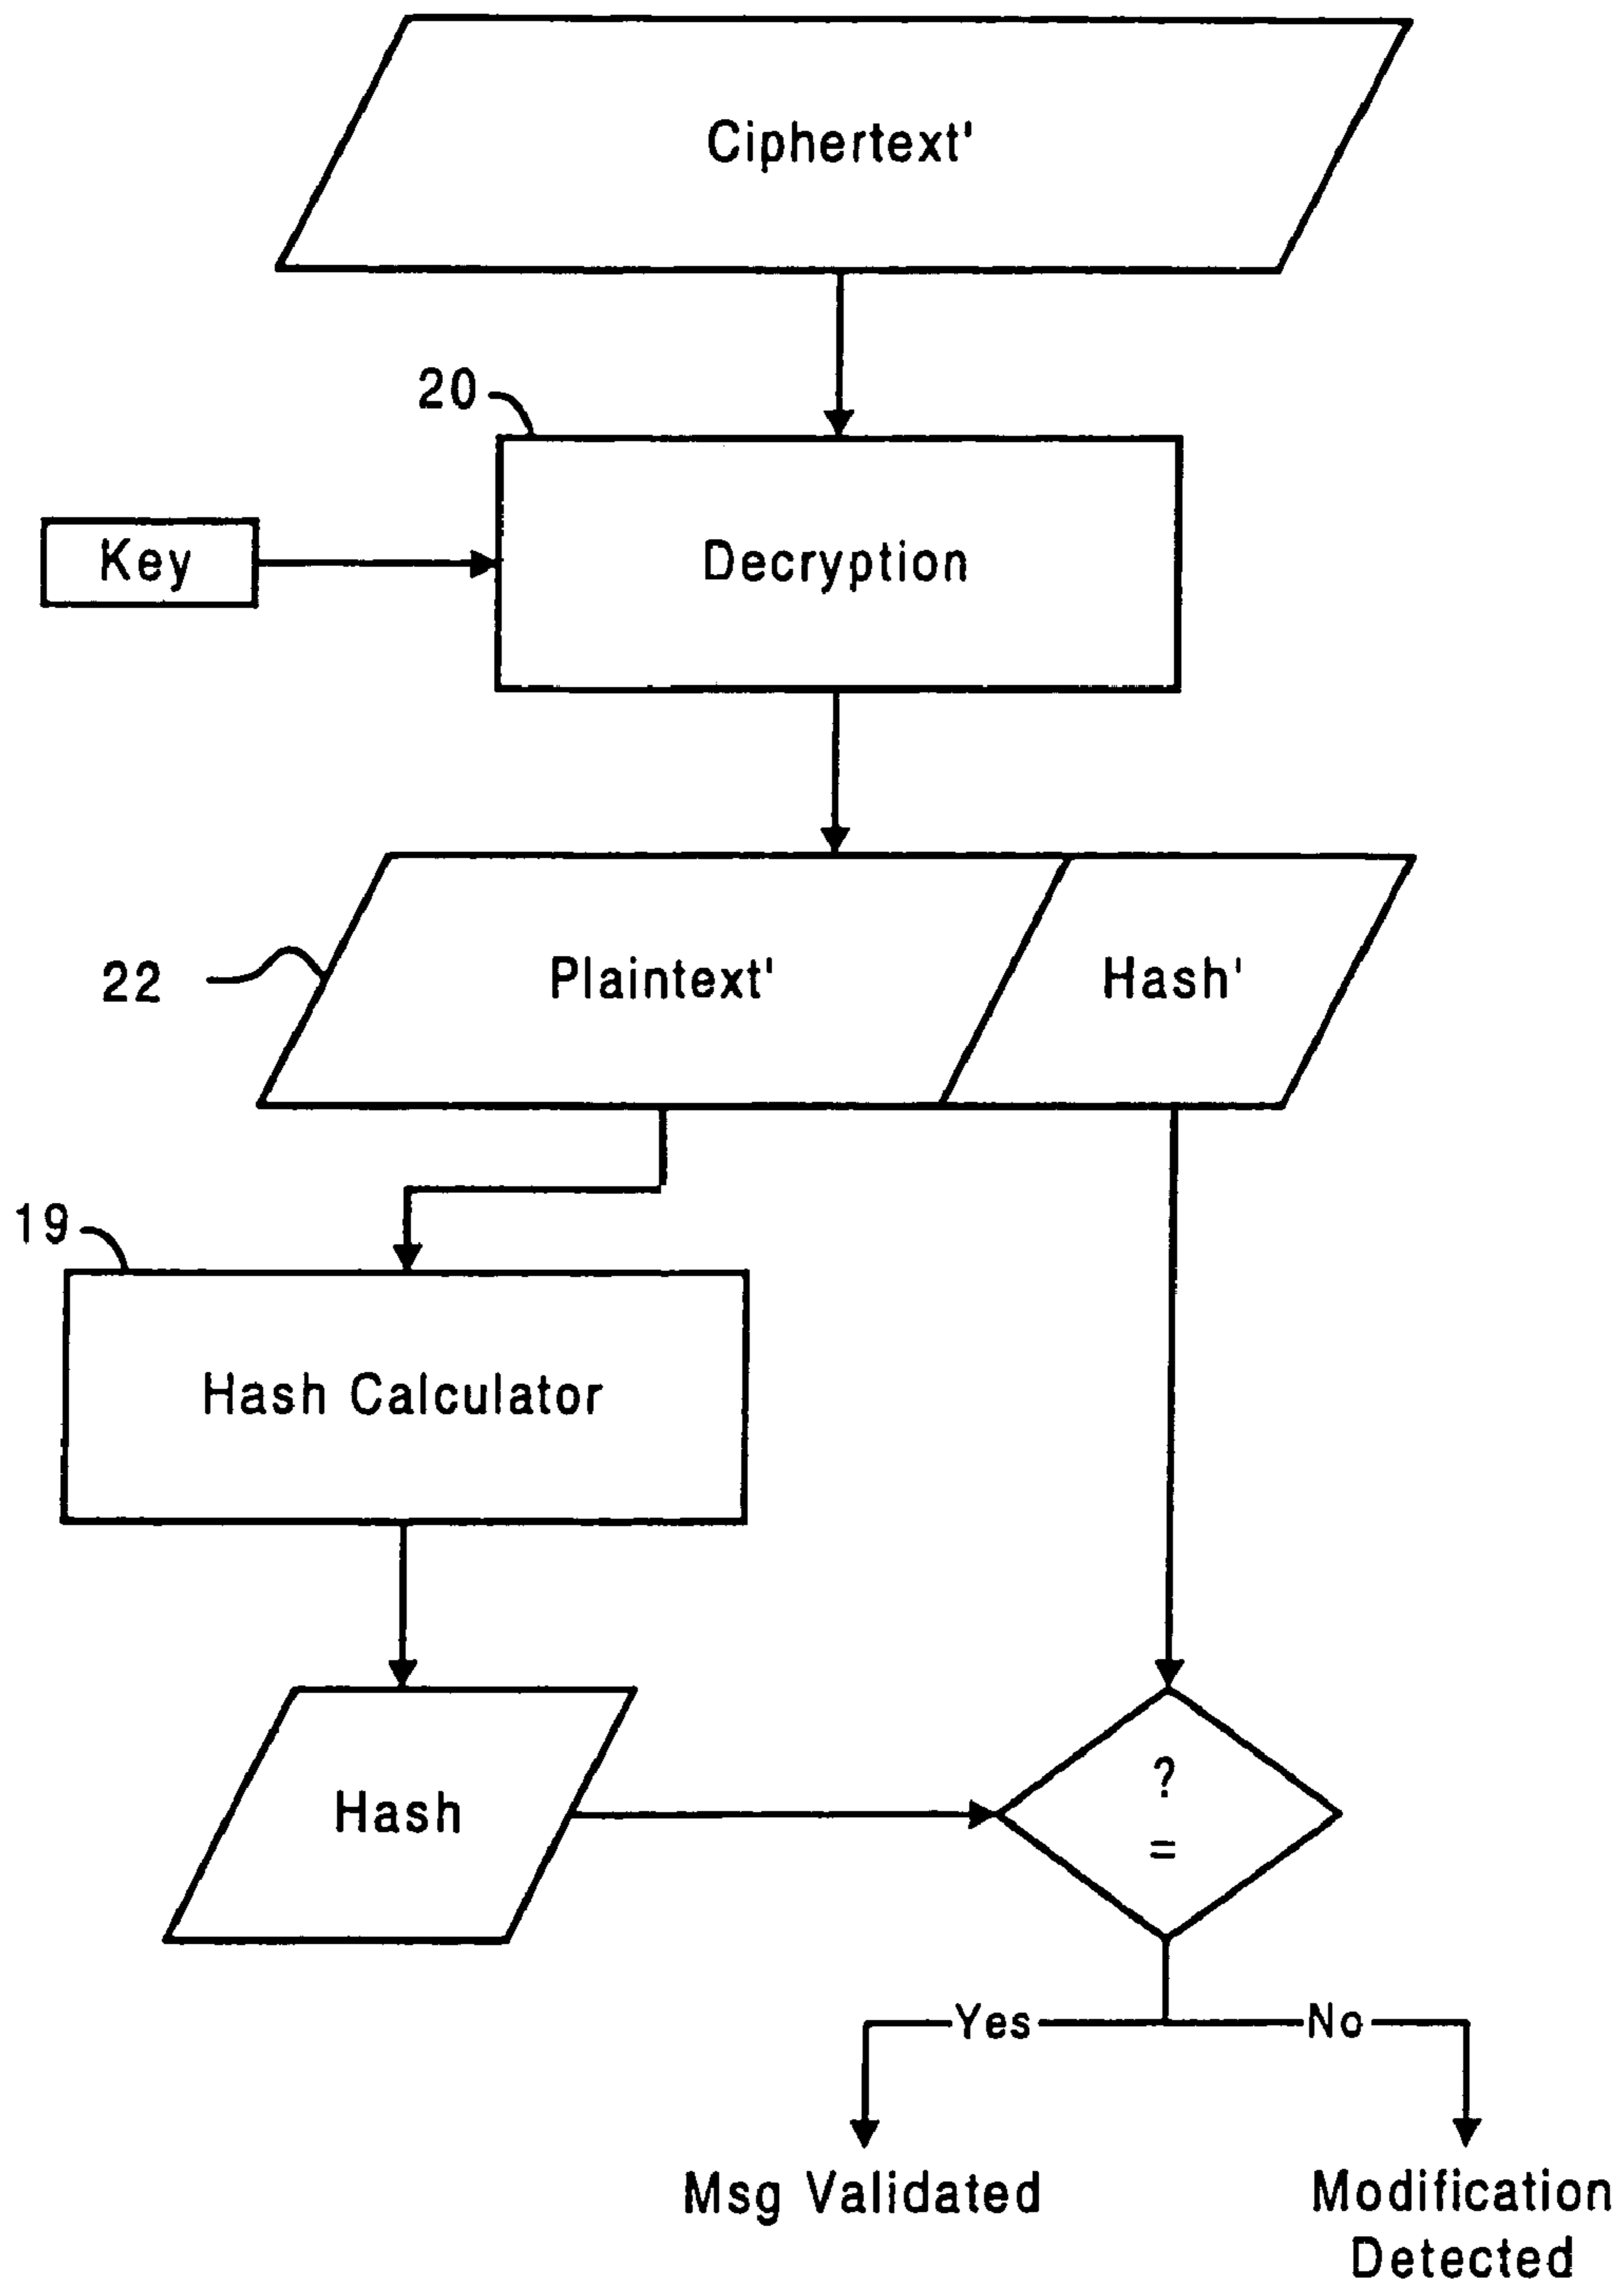 Ciphertext'
20
Key
Decryption
22
Plaintext'
Hash'
19
Hash Calculator
Hash
?
=
Yes
No
Msg Validated
Modification
Detected